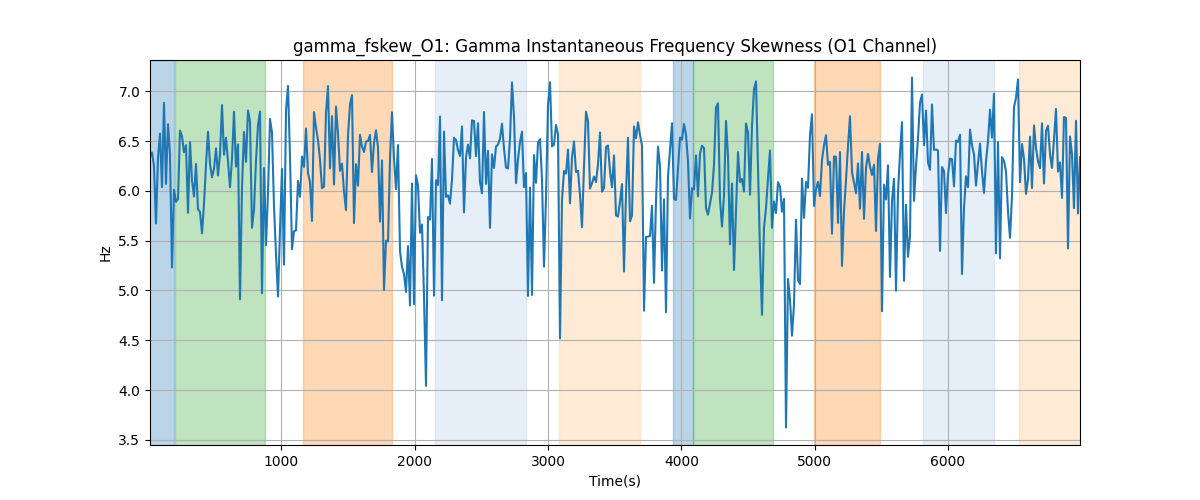 gamma_fskew_O1: Gamma Instantaneous Frequency Skewness (O1 Channel)
7.0
6.5
6.0
5.5
5.0
4.5
4.0
3.5
Hz
1000 2000 3000 4000 5000 6000
Time(s)